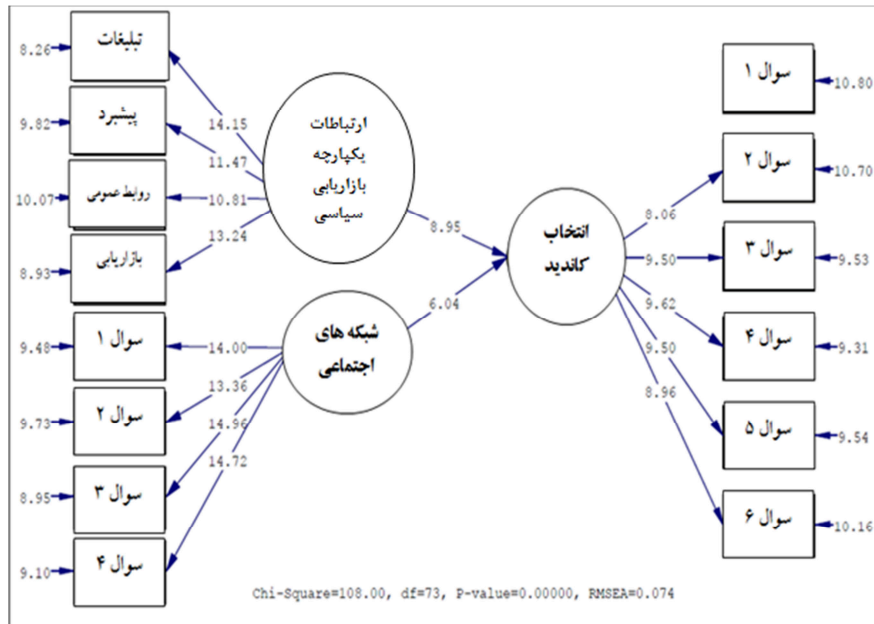 تبلیغات
8.26
پیشبرد
9.82
روابط عمومی
10.07
بازاریابی
8.93
سوال ۱
9.48
سوال ۲
9.73
سوال ۳
8.95
سوال ۴
9.10
14.15
11.47
10.81
13.24
14.00
13.36
14.96
14.72
ارتباطات
یکپارچه
بازاریابی
سیاسی
شبکه های
اجتماعی
8.95
6.04
انتخاب
کاندید
8.06
9.50
9.62
9.50
8.96
سوال ۱
10.80
سوال ۲
10.70
سوال ۳
9.53
سوال ۴
9.31
سوال ۵
9.54
سوال ۶
10.16
Chi-Square=108.00, df=73, P-value=0.00000, RMSEA=0.074